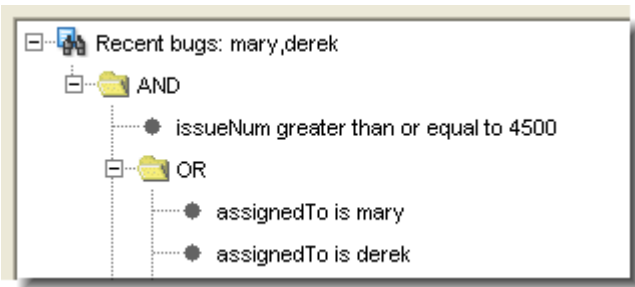 Recent bugs: mary,derek
AND
issueNum greater than or equal to 4500
OR
assignedTo is mary
assignedTo is derek